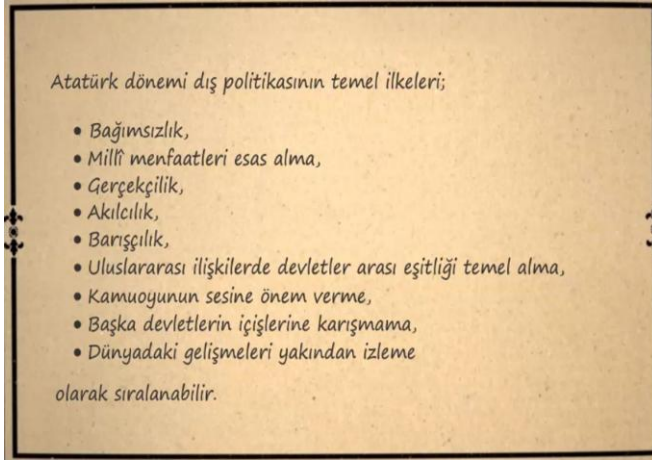 Atatürk dönemi dış politikasının temel ilkeleri;
• Bağımsızlık,
• Millî menfaatleri esas alma,
• Gerçekçilik,
• Akılcılık,
• Barışçılık,
• Uluslararası ilişkilerde devletler arası eşitliği temel alma,
• Kamuoyunun sesine önem verme,
• Başka devletlerin içişlerine karışmama,
• Dünyadaki gelişmeleri yakından izleme
olarak sıralanabilir.